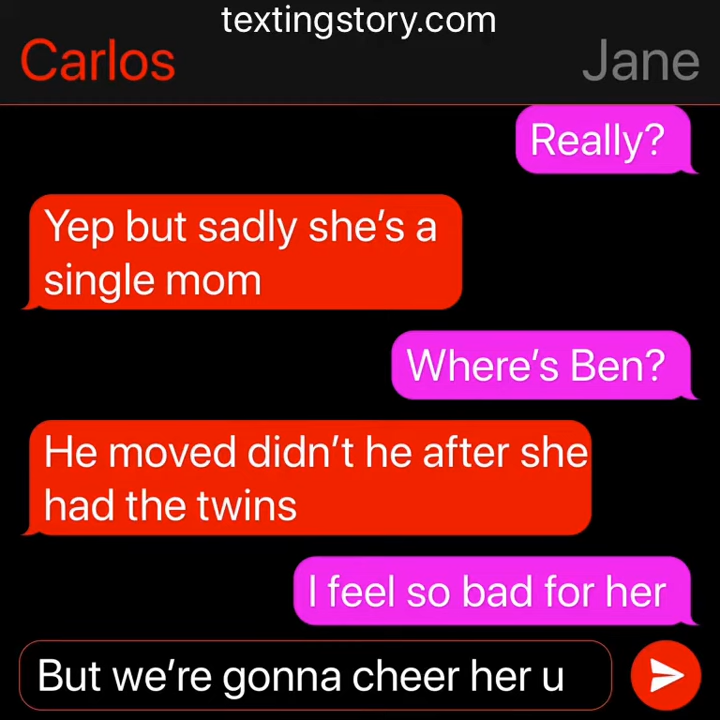 textingstory.com
Carlos
Jane
Really?
Yep but sadly she's a
single mom
Where's Ben?
He moved didn't he after she
had the twins
I feel so bad for her
But we're gonna cheer her u